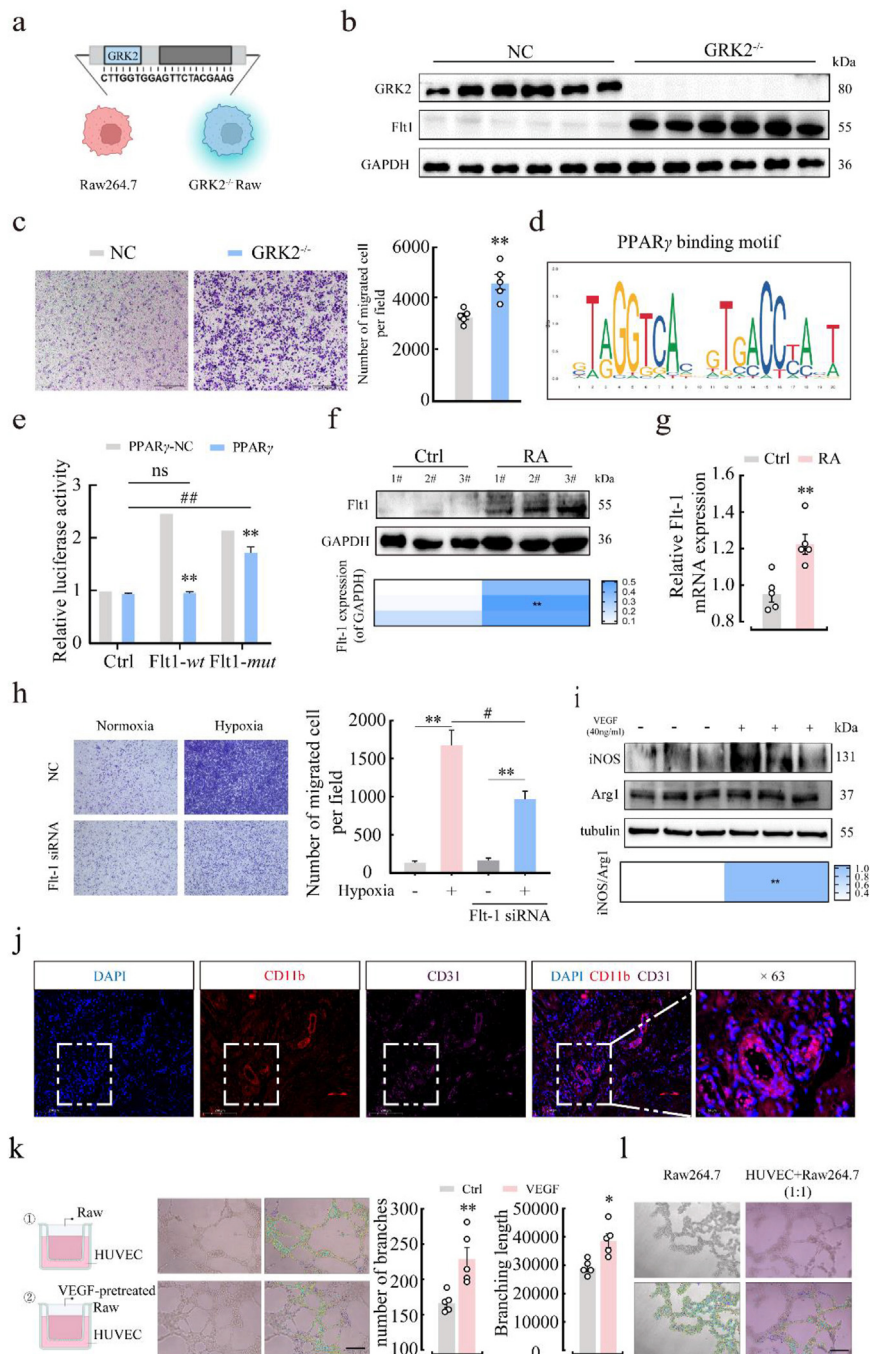 a
GRK2
CTTGGTGGAGTTCTACGAAG
Raw264.7
GRK2-/- Raw
b
NC
GRK2-/-
kDa
GRK2
80
Flt1
55
GAPDH
36
c
NC
GRK2-/-
Number of migrated cell
per field
6000
4000
2000
0
**
d
PPARγ binding motif
e
PPARγ-NC
PPARγ
Relative luciferase activity
3
2
1
0
ns
##
**
**
Ctrl
Flt1-wt
Flt1-mut
f
Ctrl
RA
1# 2# 3# 1# 2# 3# kDa
Flt1
55
GAPDH
36
Flt-1 expression
(of GAPDH)
**
0.5
0.4
0.3
0.2
0.1
g
Ctrl
RA
Relative Flt-1
mRNA expression
1.6
1.4
1.2
1.0
0.8
**
h
Normoxia
Hypoxia
NC
Flt-1 siRNA
Number of migrated cell
per field
2000
1500
1000
500
0
**
#
**
Hypoxia - + - +
Flt-1 siRNA
i
VEGF
(40ng/ml)
- - - + + + kDa
iNOS
131
Arg1
37
tubulin
55
iNOS/Arg1
**
1.0
0.8
0.6
0.4
j
DAPI
CD11b
CD31
DAPI CD11b CD31
× 63
k
①
Raw
HUVEC
②
VEGF-pretreated
Raw
HUVEC
Ctrl
VEGF
number of branches
300
250
200
150
100
**
Branching length
50000
40000
30000
20000
10000
0
*
l
Raw264.7
HUVEC+Raw264.7
(1:1)